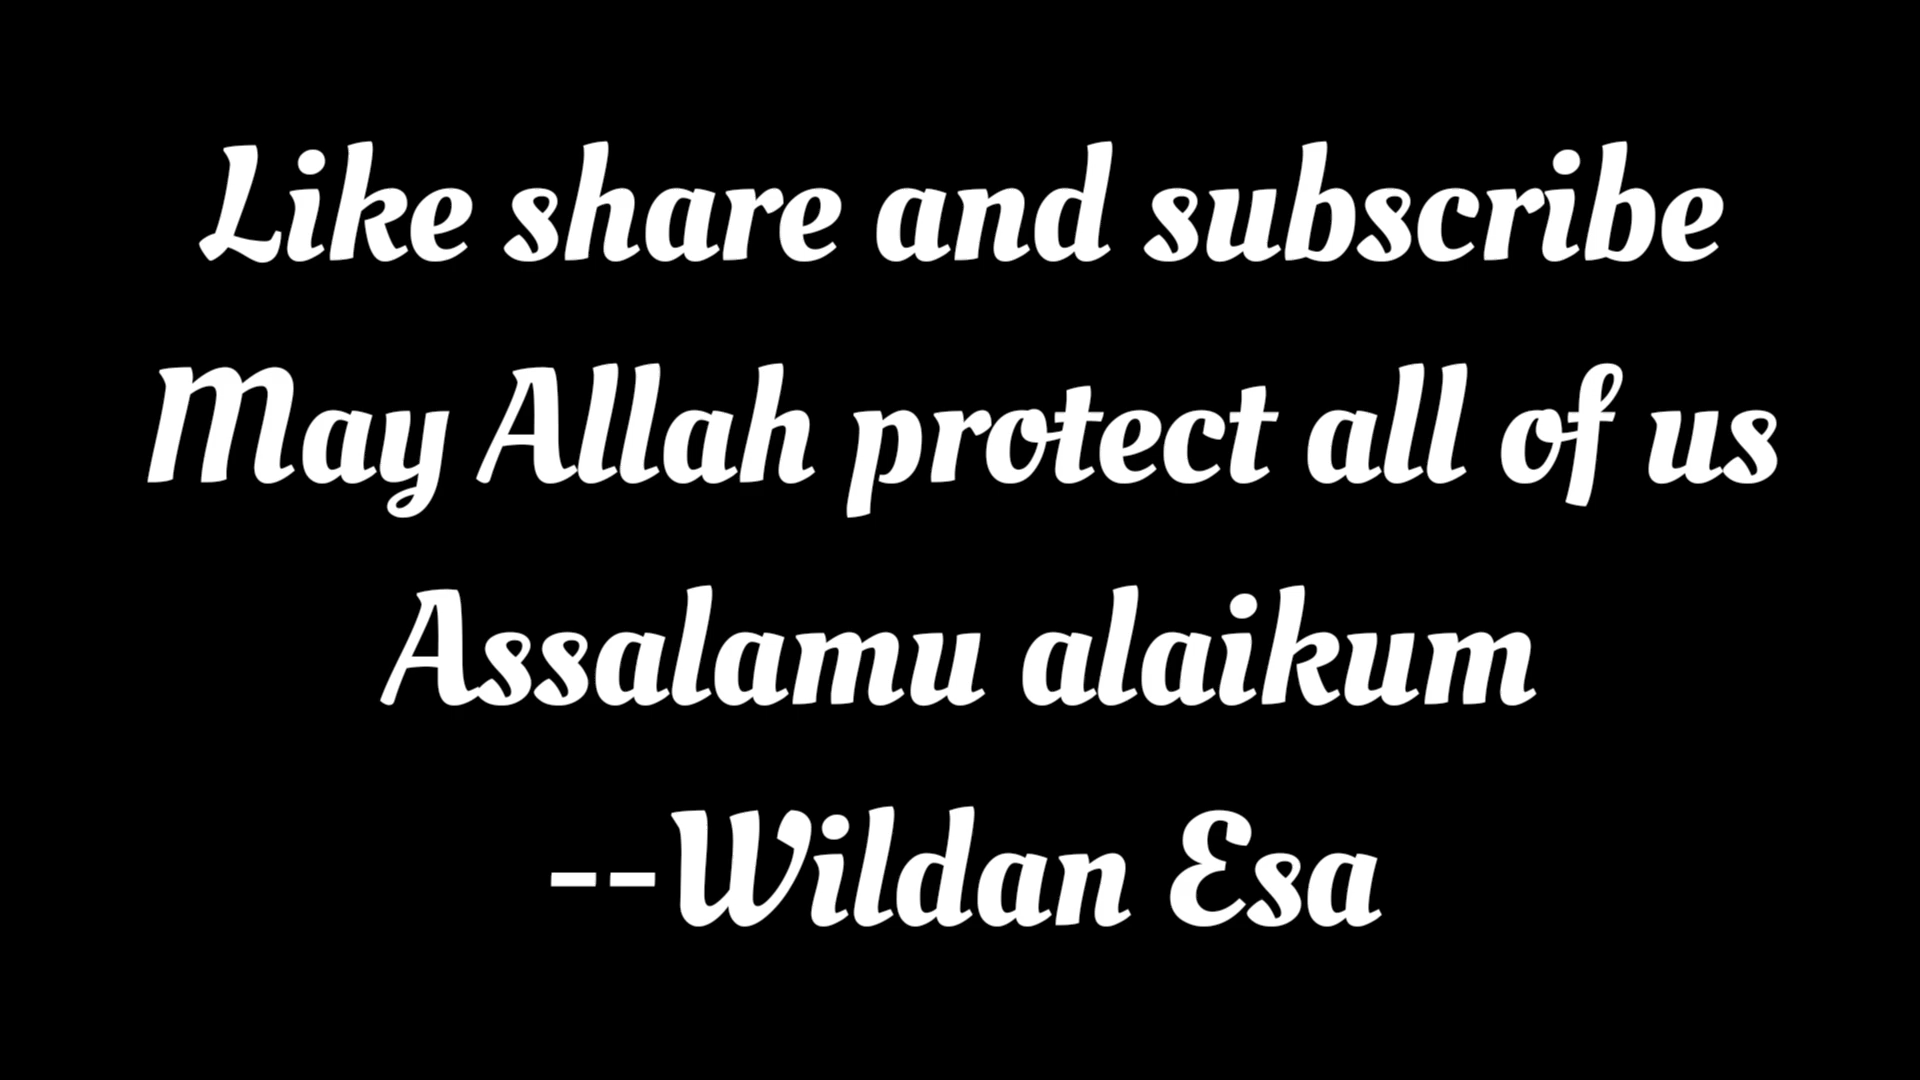 Like share and subscribe
May Allah protect all of us
Assalamu alaikum
--Wildan Esa